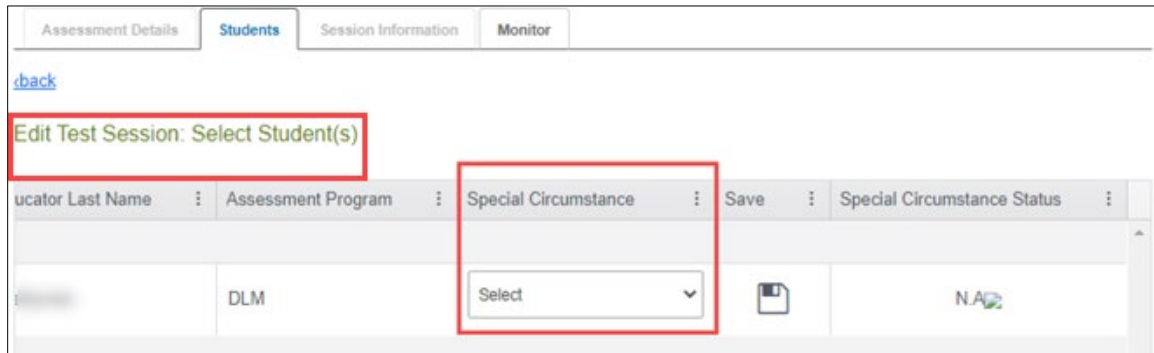 Assessment Details Students Session Information Monitor
‹back
Edit Test Session: Select Student(s)
ucator Last Name Assessment Program Special Circumstance Save Special Circumstance Status
DLM Select N.A